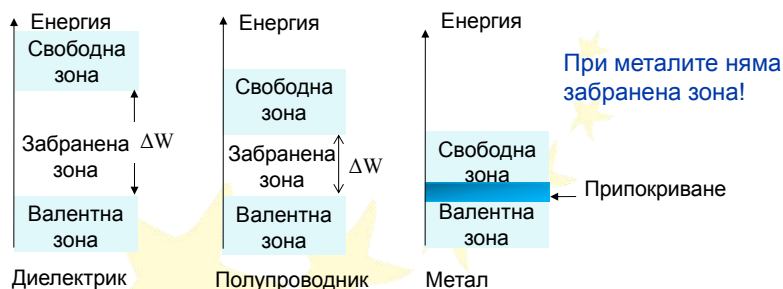 Енергия
Свободна
зона
Забранена
зона
ΔW
Валентна
зона
Диелектрик
Енергия
Свободна
зона
Забранена
зона
ΔW
Валентна
зона
Полупроводник
Енергия
Свободна
зона
Валентна
зона
Припокриване
Метал
При металите няма
забранена зона!